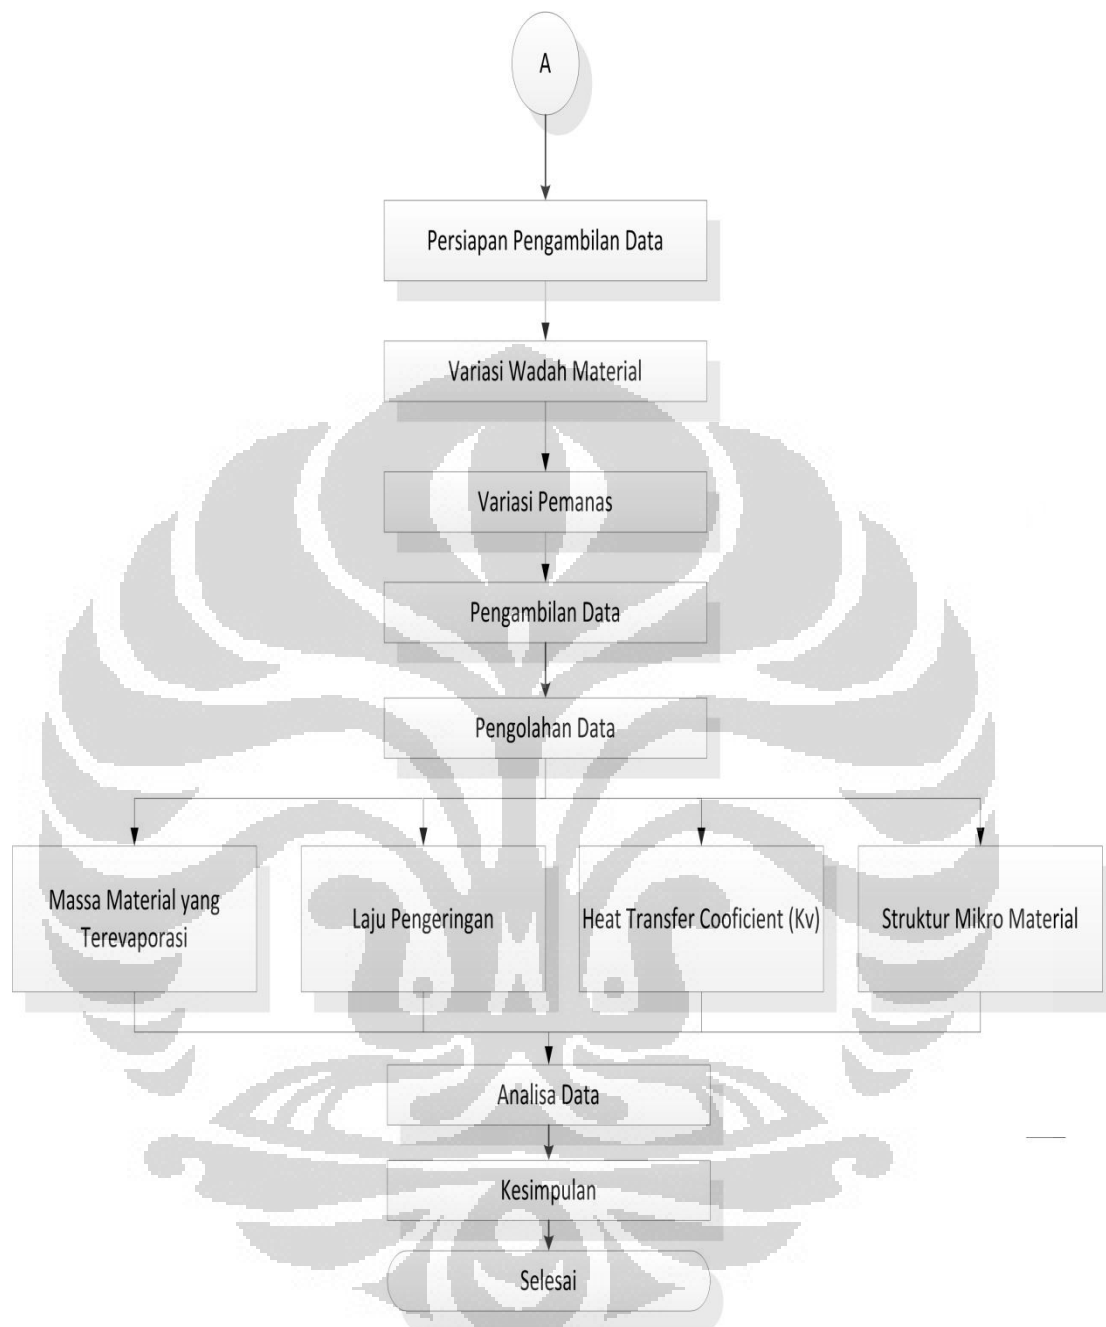 A
Persiapan Pengambilan Data
Variasi Wadah Material
Variasi Pemanas
Pengambilan Data
Pengolahan Data
Massa Material yang
Terevaporasi
Laju Pengeringan
Heat Transfer Cooficient (Kv)
Struktur Mikro Material
Analisa Data
Kesimpulan
Selesai